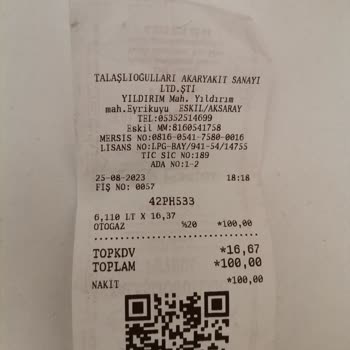 TALAŞLIOĞULLARI AKARYAKIT SANAYI
LTD.ŞTI
YILDIRIM Mah. Yıldırım
mah.Eyrikuyu ESKIL/AKSARAY
TEL:05352514699
Eskil MM:8160541758
MERSIS NO:0816-0541-7580-0016
LISANS NO:LPG-BAY/941-54/14755
TIC SIC NO:189
ADA NO:1-2
25-08-2023 18:18
FİŞ NO: 0057
42PH533
6,110 LT X 16,37
OTOGAZ %20 *100,00
TOPKDV *16,67
TOPLAM *100,00
NAKİT *100,00